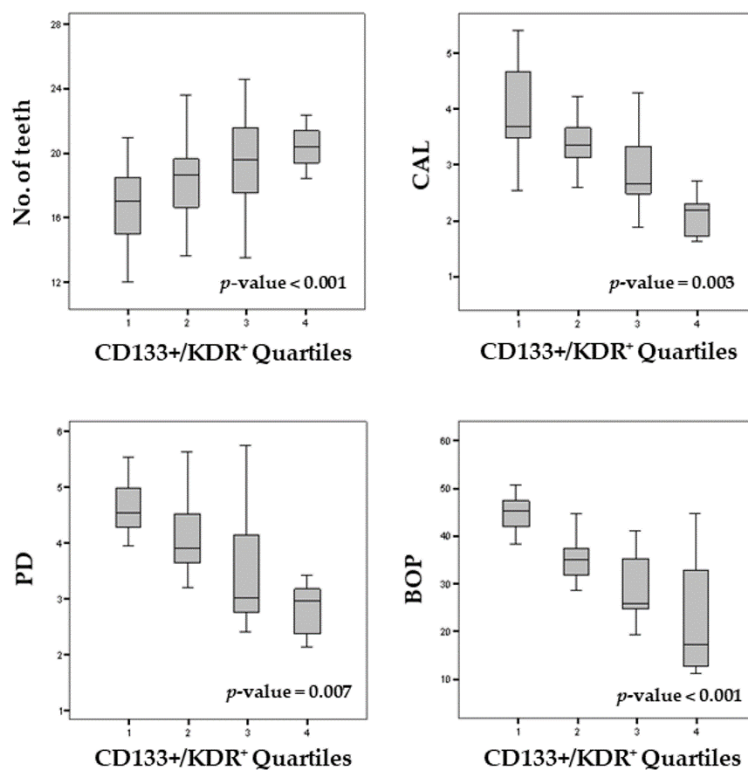 28
24
20
16
12
No. of teeth
p-value < 0.001
1 2 3 4
CD133+/KDR⁺ Quartiles
5
4
3
2
1
CAL
p-value = 0.003
1 2 3 4
CD133+/KDR⁺ Quartiles
6
5
4
3
2
1
PD
p-value = 0.007
1 2 3 4
CD133+/KDR⁺ Quartiles
60
50
40
30
20
10
BOP
p-value < 0.001
1 2 3 4
CD133+/KDR⁺ Quartiles